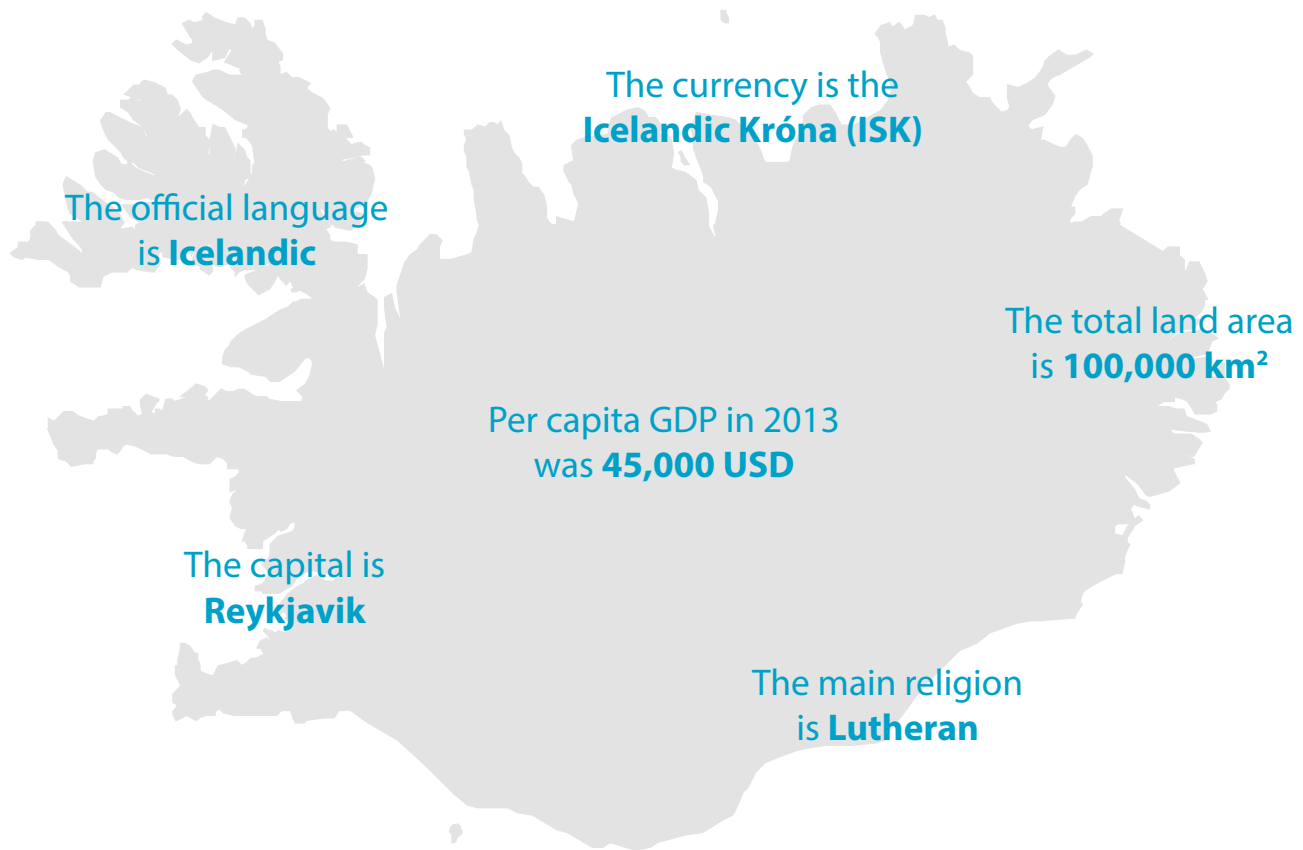 The currency is the
Icelandic Króna (ISK)
The official language
is Icelandic
The total land area
is 100,000 km²
Per capita GDP in 2013
was 45,000 USD
The capital is
Reykjavik
The main religion
is Lutheran